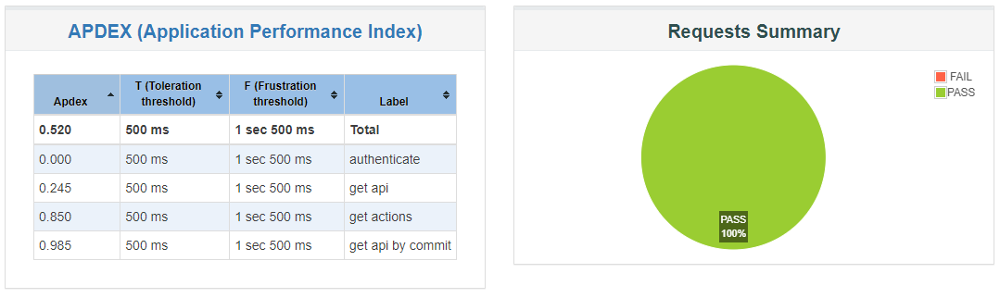 APDEX (Application Performance Index)
Apdex T (Toleration threshold) F (Frustration threshold) Label
0.520 500 ms 1 sec 500 ms Total
0.000 500 ms 1 sec 500 ms authenticate
0.245 500 ms 1 sec 500 ms get api
0.850 500 ms 1 sec 500 ms get actions
0.985 500 ms 1 sec 500 ms get api by commit
Requests Summary
FAIL
PASS
PASS
100%